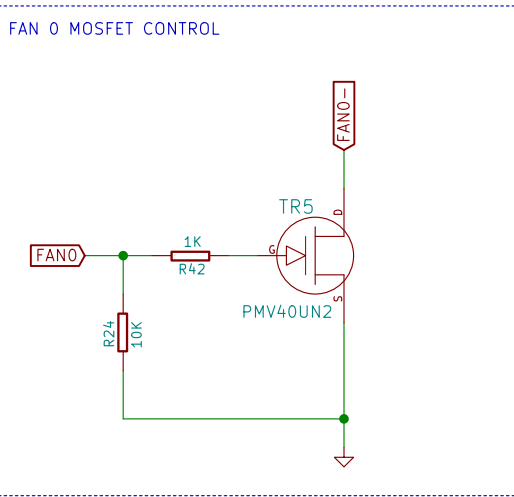 FAN 0 MOSFET CONTROL
FAN0-
TR5
D
1K
G
FAN0
R42
S
PMV40UN2
R24
10K